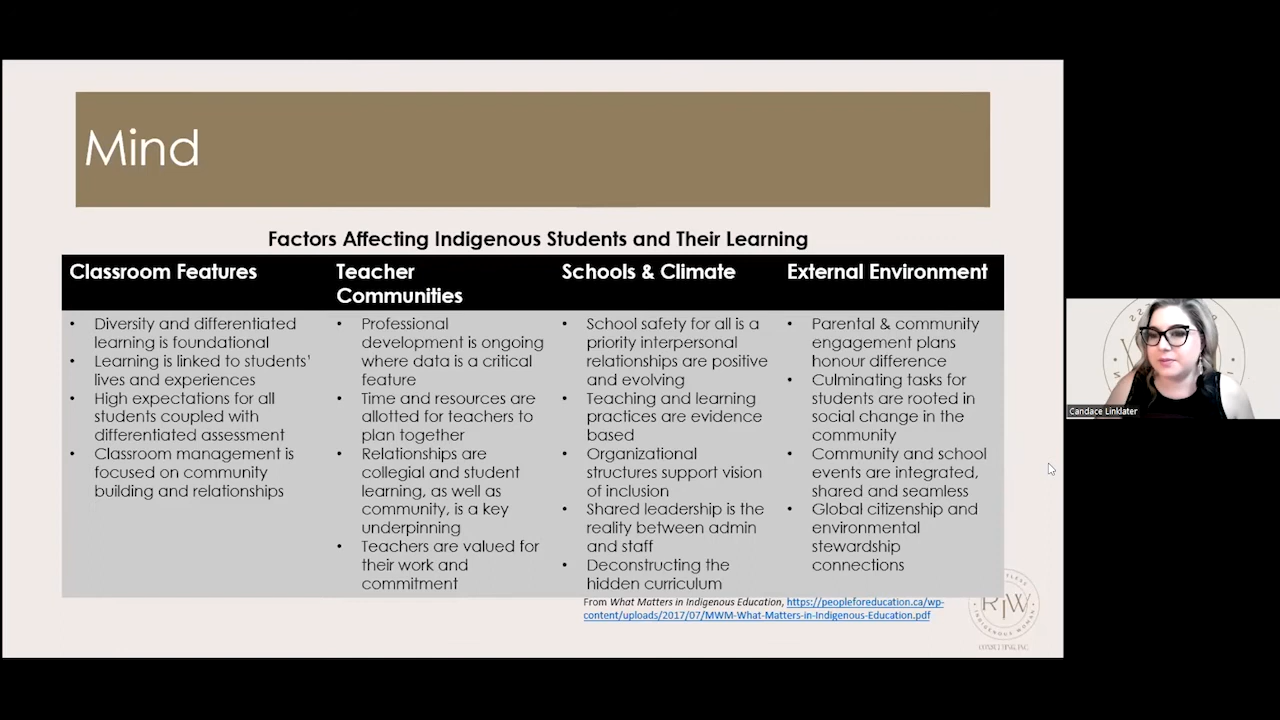 Mind
Factors Affecting Indigenous Students and Their Learning
Classroom Features
• Diversity and differentiated
learning is foundational
• Learning is linked to students'
lives and experiences
• High expectations for all
students coupled with
differentiated assessment
• Classroom management is
focused on community
building and relationships
Teacher
Communities
• Professional
development is ongoing
where data is a critical
feature
• Time and resources are
allotted for teachers to
plan together
• Relationships are
collegial and student
learning, as well as
community, is a key
underpinning
• Teachers are valued for
their work and
commitment
Schools & Climate
• School safety for all is a
priority interpersonal
relationships are positive
and evolving
• Teaching and learning
practices are evidence
based
• Organizational
structures support vision
of inclusion
• Shared leadership is the
reality between admin
and staff
• Deconstructing the
hidden curriculum
External Environment
• Parental & community
engagement plans
honour difference
• Culminating tasks for
students are rooted in
social change in the
community
• Community and school
events are integrated,
shared and seamless
• Global citizenship and
environmental
stewardship
connections
From What Matters in Indigenous Education, https://peopleforeducation.ca/wp-
content/uploads/2017/07/MWM-What-Matters-in-Indigenous-Education.pdf
RIW
INDIGENOUS WOMAN
CONSULTING INC.
Candace Linklater